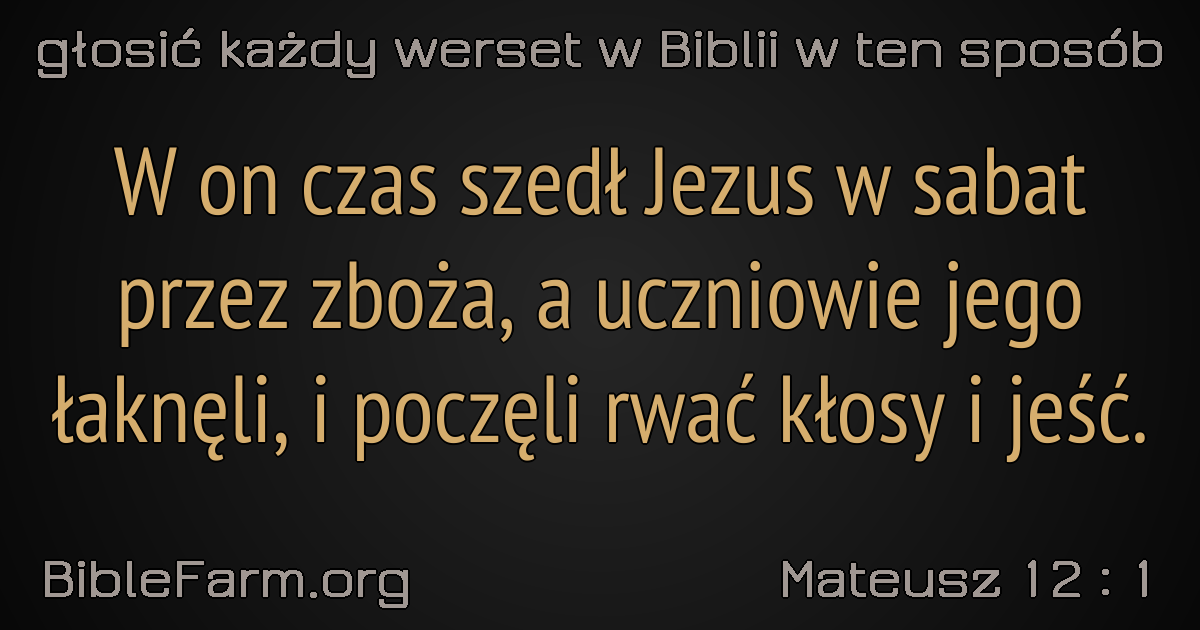 głosić każdy werset w Biblii w ten sposób
W on czas szedł Jezus w sabat
przez zboża, a uczniowie jego
łaknęli, i poczęli rwać kłosy i jeść.
BibleFarm.org
Mateusz 12 : 1